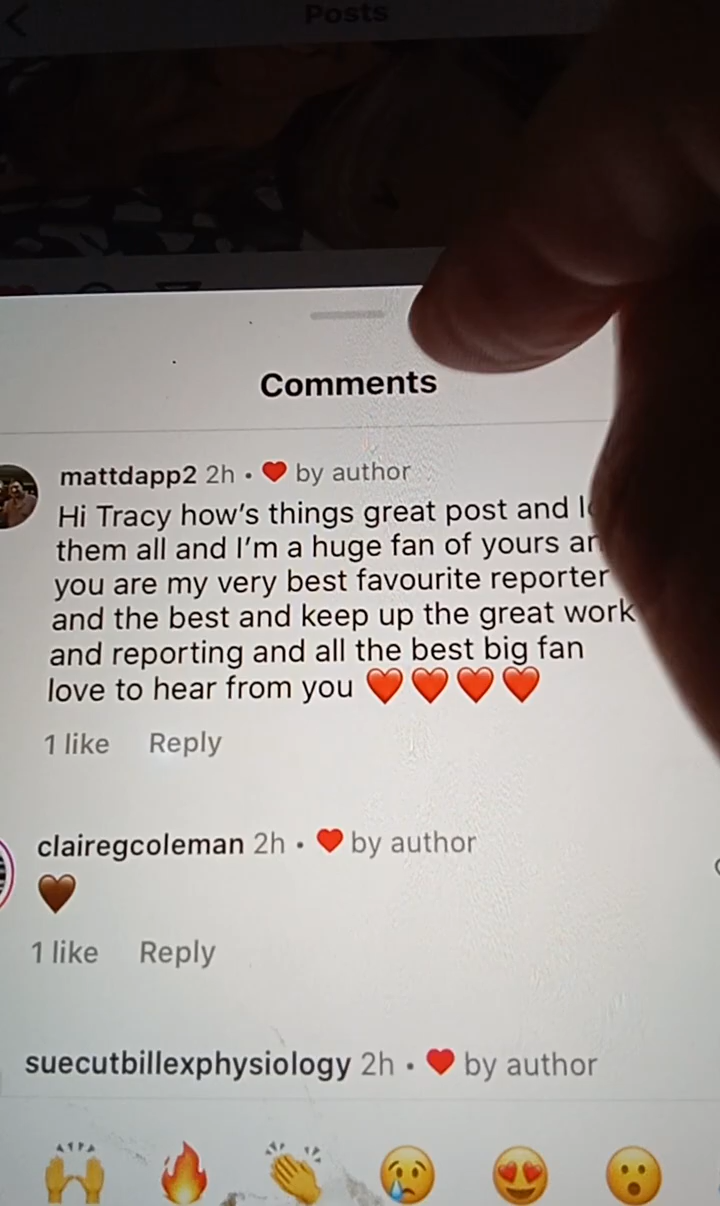 Posts
Comments
mattdapp2 2h • ❤️ by author
Hi Tracy how's things great post and
them all and I'm a huge fan of yours
you are my very best favourite reporter
and the best and keep up the great work
and reporting and all the best big fan
love to hear from you ❤️❤️❤️❤️
1 like Reply
clairegcoleman 2h • ❤️ by author
🤎
1 like Reply
suecutbillexphysiology 2h • ❤️ by author